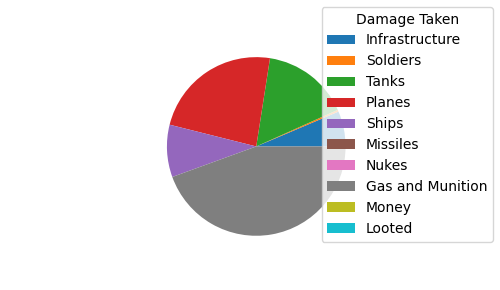 Damage Taken
Infrastructure
Soldiers
Tanks
Planes
Ships
Missiles
Nukes
Gas and Munition
Money
Looted